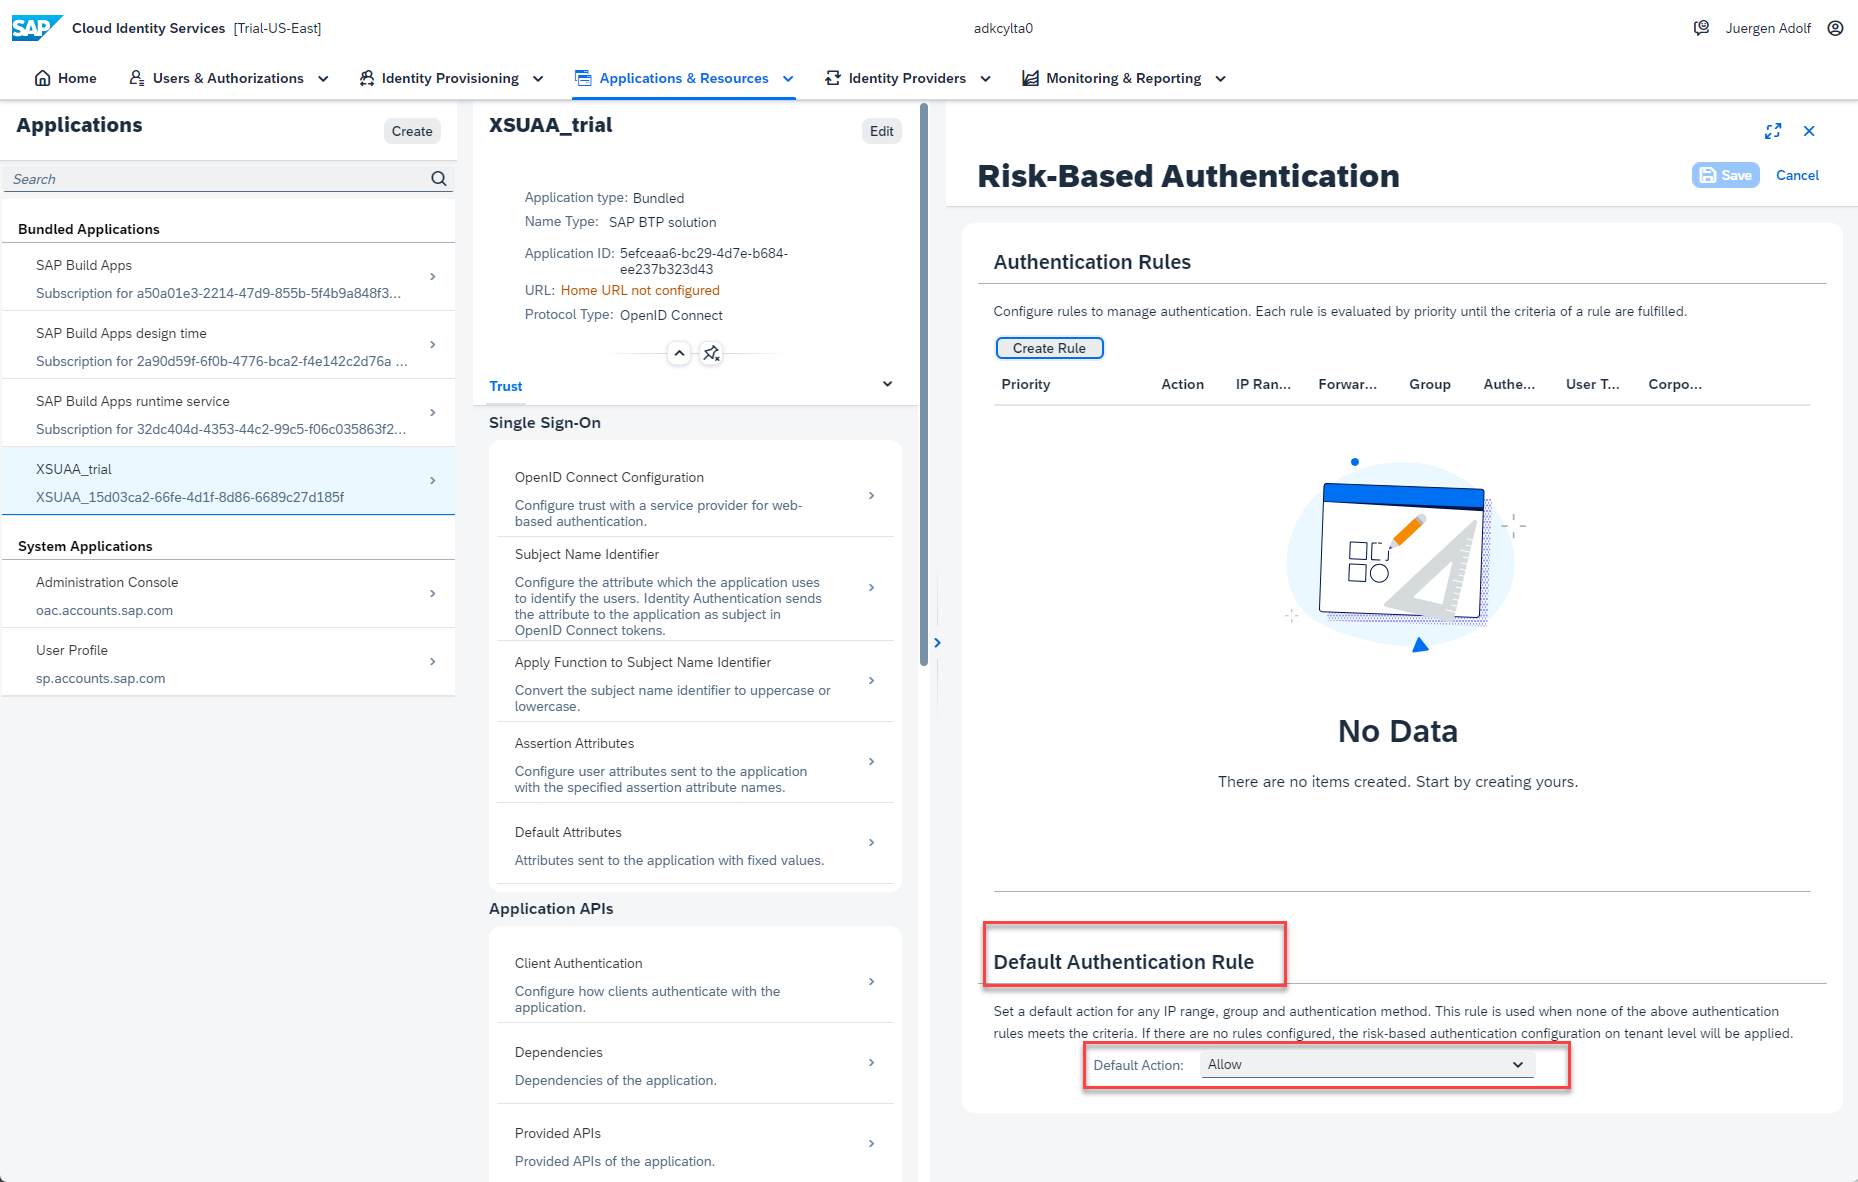 SAP Cloud Identity Services [Trial-US-East]
adkcylta0
Juergen Adolf
Home
Users & Authorizations
Identity Provisioning
Applications & Resources
Identity Providers
Monitoring & Reporting
Applications
Create
Search
Bundled Applications
SAP Build Apps
Subscription for a50a01e3-2214-47d9-855b-5f4b9a848f3...
SAP Build Apps design time
Subscription for 2a90d59f-6f0b-4776-bca2-f4e142c2d76a ...
SAP Build Apps runtime service
Subscription for 32dc404d-4353-44c2-99c5-f06c035863f2...
XSUAA_trial
XSUAA_15d03ca2-66fe-4d1f-8d86-6689c27d185f
System Applications
Administration Console
oac.accounts.sap.com
User Profile
sp.accounts.sap.com
XSUAA_trial
Edit
Application type: Bundled
Name Type: SAP BTP solution
Application ID: 5efceaa6-bc29-4d7e-b684-
ee237b323d43
URL: Home URL not configured
Protocol Type: OpenID Connect
Trust
Single Sign-On
OpenID Connect Configuration
Configure trust with a service provider for web-
based authentication.
Subject Name Identifier
Configure the attribute which the application uses
to identify the users. Identity Authentication sends
the attribute to the application as subject in
OpenID Connect tokens.
Apply Function to Subject Name Identifier
Convert the subject name identifier to uppercase or
lowercase.
Assertion Attributes
Configure user attributes sent to the application
with the specified assertion attribute names.
Default Attributes
Attributes sent to the application with fixed values.
Application APIs
Client Authentication
Configure how clients authenticate with the
application.
Dependencies
Dependencies of the application.
Provided APIs
Provided APIs of the application.
Risk-Based Authentication
Save
Cancel
Authentication Rules
Configure rules to manage authentication. Each rule is evaluated by priority until the criteria of a rule are fulfilled.
Create Rule
Priority Action IP Ran... Forwar... Group Authe... User T... Corpo...
No Data
There are no items created. Start by creating yours.
Default Authentication Rule
Set a default action for any IP range, group and authentication method. This rule is used when none of the above authentication
rules meets the criteria. If there are no rules configured, the risk-based authentication configuration on tenant level will be applied.
Default Action: Allow